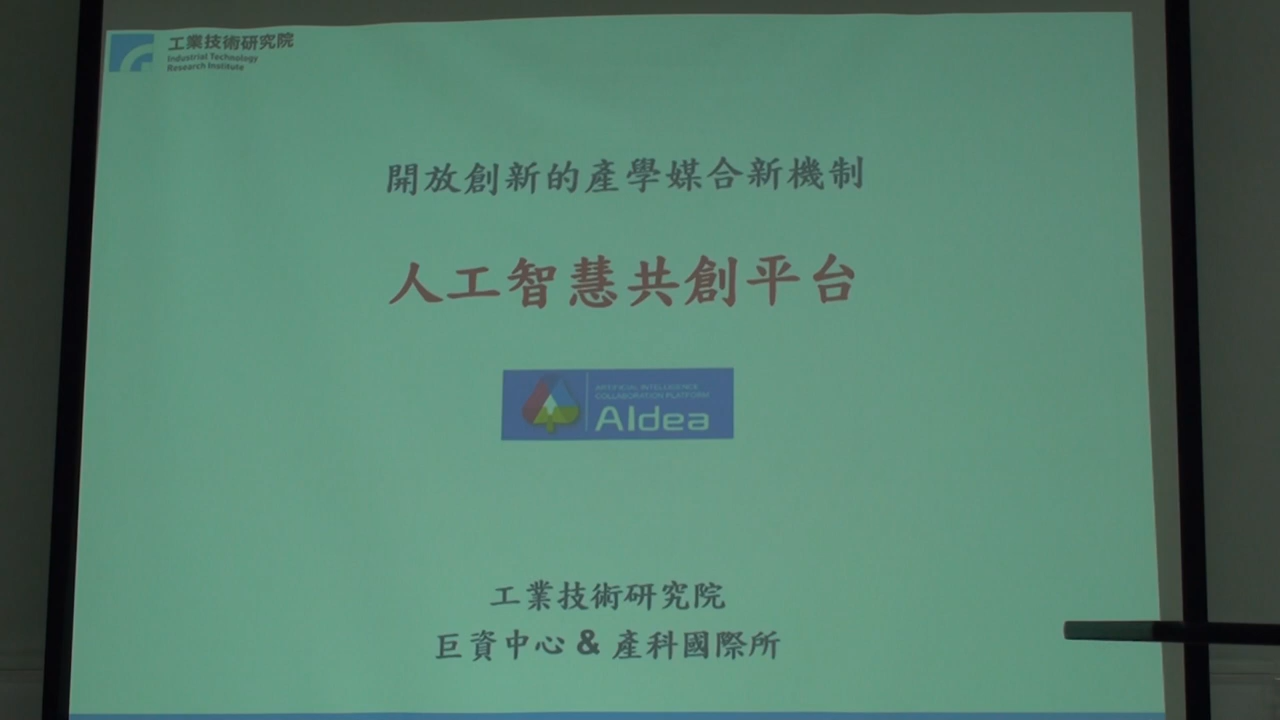 工業技術研究院
Industrial Technology
Research Institute
開放創新的產學媒合新機制
人工智慧共創平台
ARTIFICIAL INTELLIGENCE
COLLABORATION PLATFORM
AIdea
工業技術研究院
巨資中心 & 產科國際所